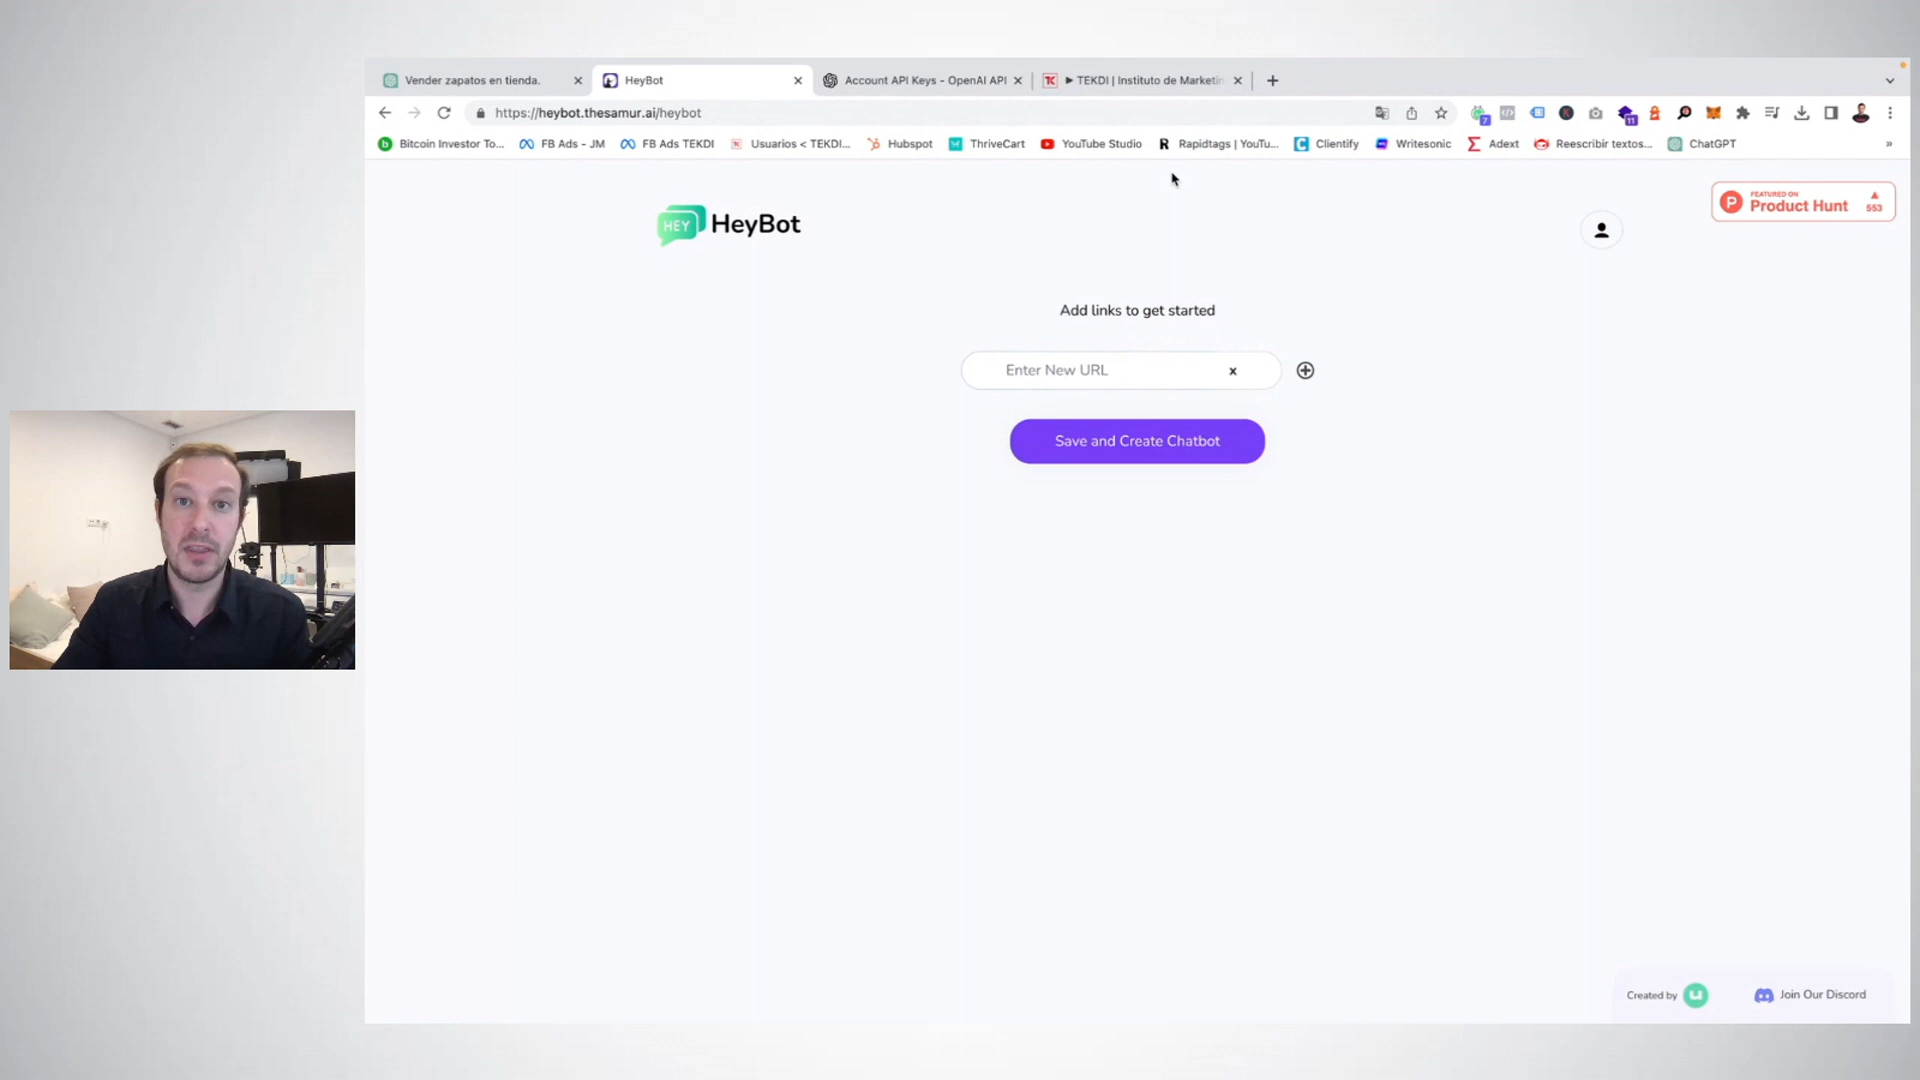 Vender zapatos en tienda.
HeyBot
Account API Keys - OpenAI API
TEKDI | Instituto de Marketin
https://heybot.thesamur.ai/heybot
7
11
Bitcoin Investor To...
FB Ads - JM
FB Ads TEKDI
Usuarios < TEKDI...
Hubspot
ThriveCart
YouTube Studio
Rapidtags | YouTu...
Clientify
Writesonic
Adext
Reescribir textos...
ChatGPT
»
HEY
HeyBot
FEATURED ON
Product Hunt
553
Add links to get started
Enter New URL
x
Save and Create Chatbot
Created by
Join Our Discord